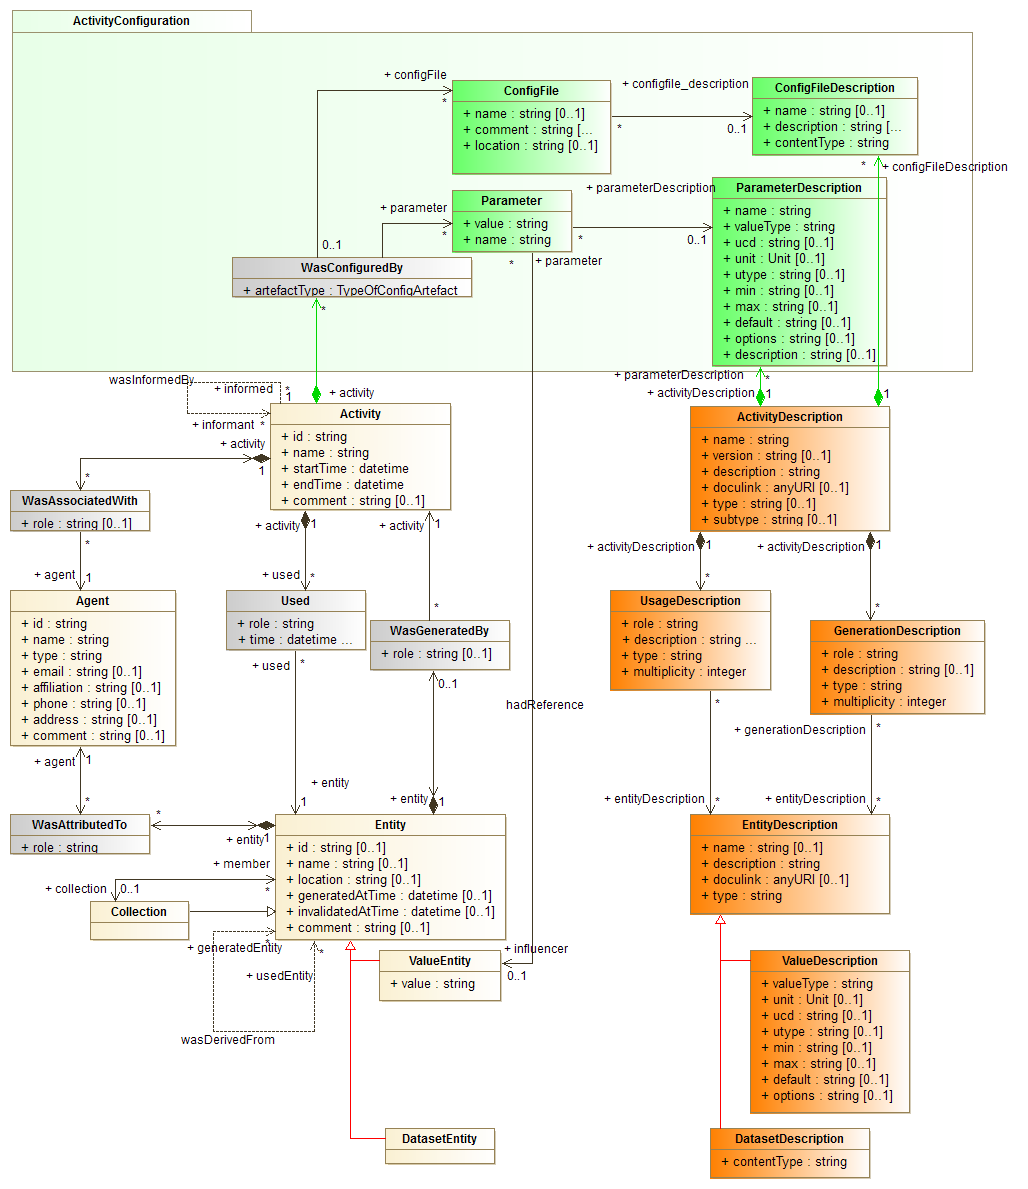 ActivityConfiguration
+ configFile
*
ConfigFile
+ name : string [0..1]
+ comment : string [...
+ location : string [0..1]
+ configfile_description
*
0..1
ConfigFileDescription
+ name : string [0..1]
+ description : string [...
+ contentType : string
*
+ configFileDescription
+ parameter
*
Parameter
+ value : string
+ name : string
+ parameterDescription
*
0..1
ParameterDescription
+ name : string
+ valueType : string
+ ucd : string [0..1]
+ unit : Unit [0..1]
+ utype : string [0..1]
+ min : string [0..1]
+ max : string [0..1]
+ default : string [0..1]
+ options : string [0..1]
+ description : string [0..1]
0..1
WasConfiguredBy
+ artefactType : TypeOfConfigArtefact
*
*
+ parameter
wasInformedBy
+ informed
*
1
+ activity
+ informant
*
+ activity
1
Activity
+ id : string
+ name : string
+ startTime : datetime
+ endTime : datetime
+ comment : string [0..1]
+ parameterDescription
*
+ activityDescription
1
1
ActivityDescription
+ name : string
+ version : string [0..1]
+ description : string
+ doculink : anyURI [0..1]
+ type : string [0..1]
+ subtype : string [0..1]
*
WasAssociatedWith
+ role : string [0..1]
*
+ agent
1
+ activity
1
+ activity
1
+ used
*
*
+ activityDescription
1
*
+ activityDescription
1
*
Agent
+ id : string
+ name : string
+ type : string
+ email : string [0..1]
+ affiliation : string [0..1]
+ phone : string [0..1]
+ address : string [0..1]
+ comment : string [0..1]
Used
+ role : string
+ time : datetime ...
+ used
*
WasGeneratedBy
+ role : string [0..1]
0..1
hadReference
UsageDescription
+ role : string
+ description : string ...
+ type : string
+ multiplicity : integer
*
GenerationDescription
+ role : string
+ description : string [0..1]
+ type : string
+ multiplicity : integer
+ generationDescription
*
+ agent
1
*
+ entity
1
+ entity
1
+ entityDescription
*
+ entityDescription
*
WasAttributedTo
+ role : string
*
+ entity
1
+ member
*
+ collection
0..1
Collection
Entity
+ id : string [0..1]
+ name : string [0..1]
+ location : string [0..1]
+ generatedAtTime : datetime [0..1]
+ invalidatedAtTime : datetime [0..1]
+ comment : string [0..1]
EntityDescription
+ name : string [0..1]
+ description : string
+ doculink : anyURI [0..1]
+ type : string
+ generatedEntity
*
+ usedEntity
*
wasDerivedFrom
ValueEntity
+ value : string
+ influencer
0..1
ValueDescription
+ valueType : string
+ unit : Unit [0..1]
+ ucd : string [0..1]
+ utype : string [0..1]
+ min : string [0..1]
+ max : string [0..1]
+ default : string [0..1]
+ options : string [0..1]
DatasetEntity
DatasetDescription
+ contentType : string